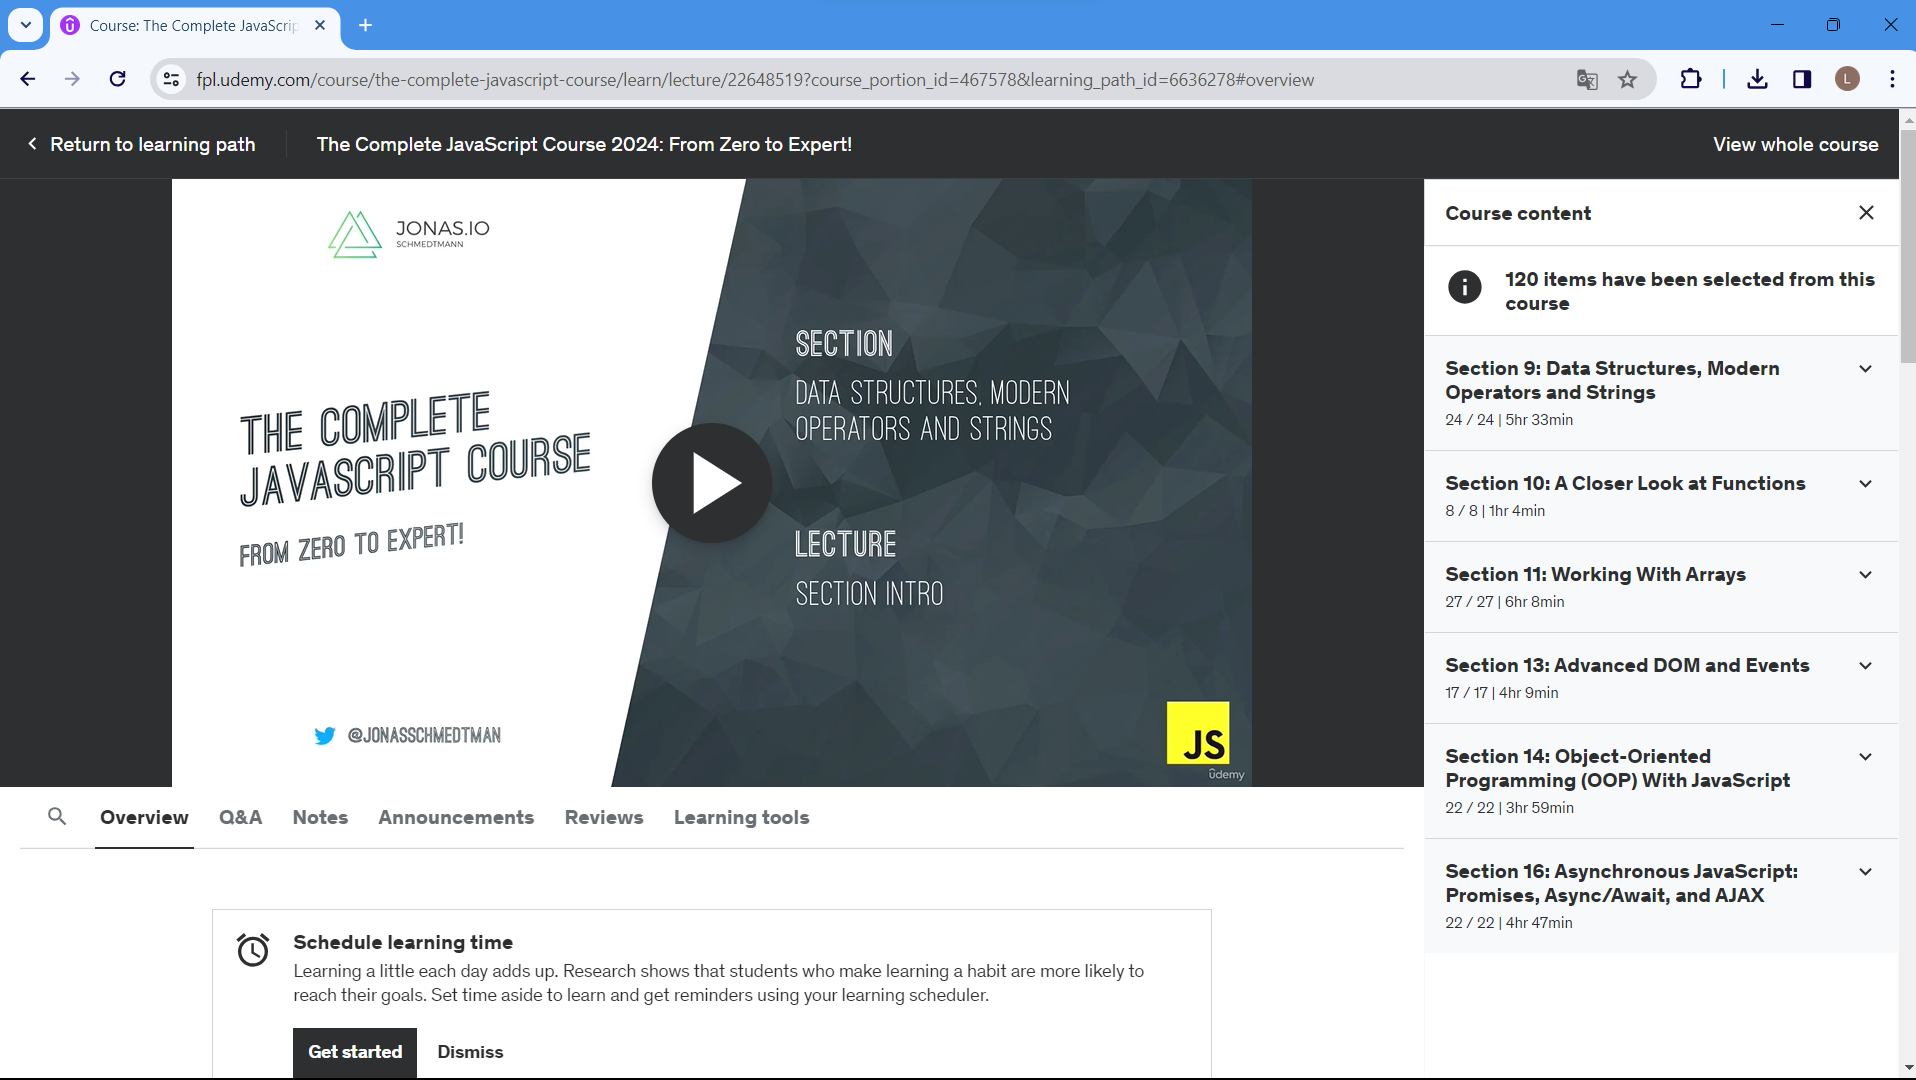 Course: The Complete JavaScrip
fpl.udemy.com/course/the-complete-javascript-course/learn/lecture/22648519?course_portion_id=467578&learning_path_id=6636278#overview
L
Return to learning path
The Complete JavaScript Course 2024: From Zero to Expert!
View whole course
JONAS.IO
SCHMEDTMANN
THE COMPLETE
JAVASCRIPT COURSE
FROM ZERO TO EXPERT!
@JONASSCHMEDTMAN
SECTION
DATA STRUCTURES, MODERN
OPERATORS AND STRINGS
LECTURE
SECTION INTRO
JS
ûdemy
Course content
120 items have been selected from this
course
Section 9: Data Structures, Modern
Operators and Strings
24 / 24 | 5hr 33min
Section 10: A Closer Look at Functions
8 / 8 | 1hr 4min
Section 11: Working With Arrays
27 / 27 | 6hr 8min
Section 13: Advanced DOM and Events
17 / 17 | 4hr 9min
Section 14: Object-Oriented
Programming (OOP) With JavaScript
22 / 22 | 3hr 59min
Section 16: Asynchronous JavaScript:
Promises, Async/Await, and AJAX
22 / 22 | 4hr 47min
Overview Q&A Notes Announcements Reviews Learning tools
Schedule learning time
Learning a little each day adds up. Research shows that students who make learning a habit are more likely to
reach their goals. Set time aside to learn and get reminders using your learning scheduler.
Get started Dismiss